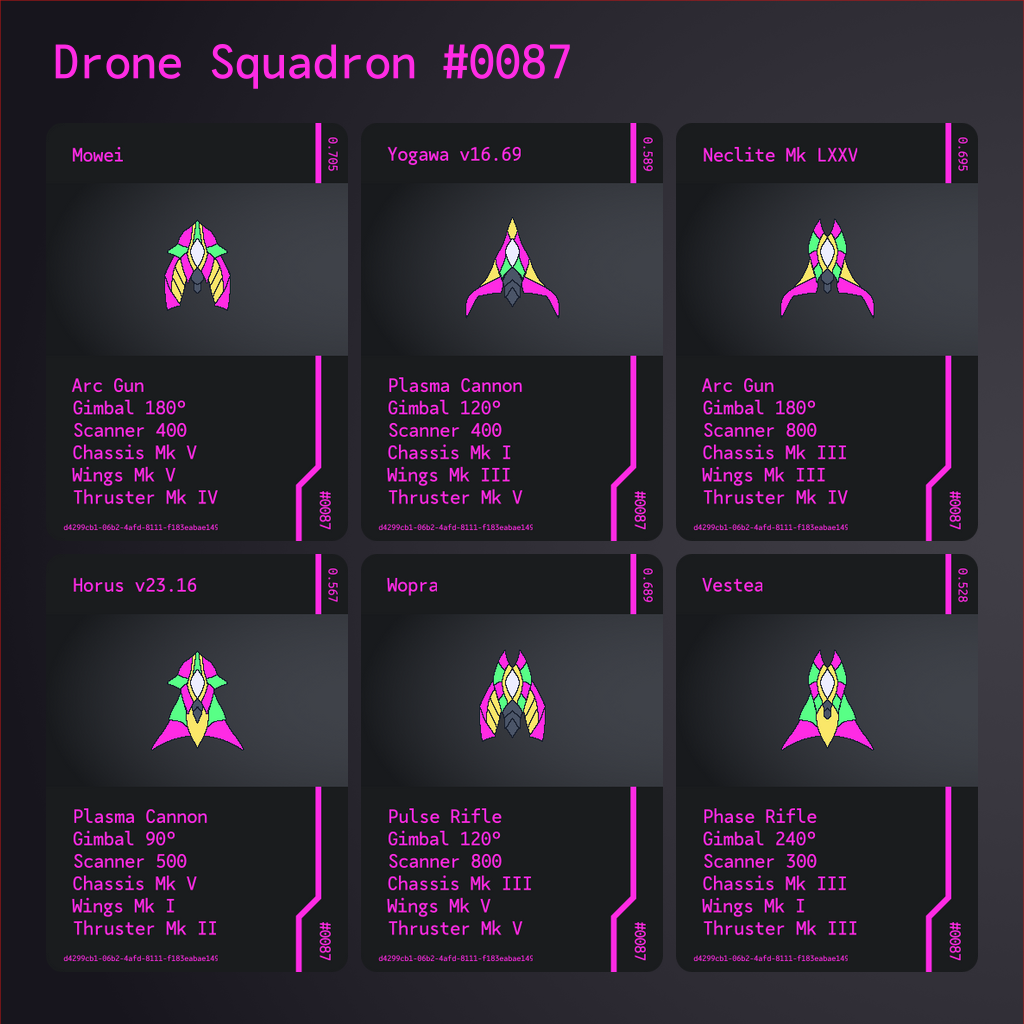 Drone Squadron #0087
Mowei
0.705
Arc Gun
Gimbal 180°
Scanner 400
Chassis Mk V
Wings Mk V
Thruster Mk IV
#0087
d4299cb1-06b2-4afd-8111-f183eabae145
Yogawa v16.69
0.589
Plasma Cannon
Gimbal 120°
Scanner 400
Chassis Mk I
Wings Mk III
Thruster Mk V
#0087
d4299cb1-06b2-4afd-8111-f183eabae145
Neclite Mk LXXV
0.695
Arc Gun
Gimbal 180°
Scanner 800
Chassis Mk III
Wings Mk III
Thruster Mk IV
#0087
d4299cb1-06b2-4afd-8111-f183eabae145
Horus v23.16
0.567
Plasma Cannon
Gimbal 90°
Scanner 500
Chassis Mk V
Wings Mk I
Thruster Mk II
#0087
d4299cb1-06b2-4afd-8111-f183eabae145
Wopra
0.689
Pulse Rifle
Gimbal 120°
Scanner 800
Chassis Mk III
Wings Mk V
Thruster Mk V
#0087
d4299cb1-06b2-4afd-8111-f183eabae145
Vestea
0.528
Phase Rifle
Gimbal 240°
Scanner 300
Chassis Mk III
Wings Mk I
Thruster Mk III
#0087
d4299cb1-06b2-4afd-8111-f183eabae145